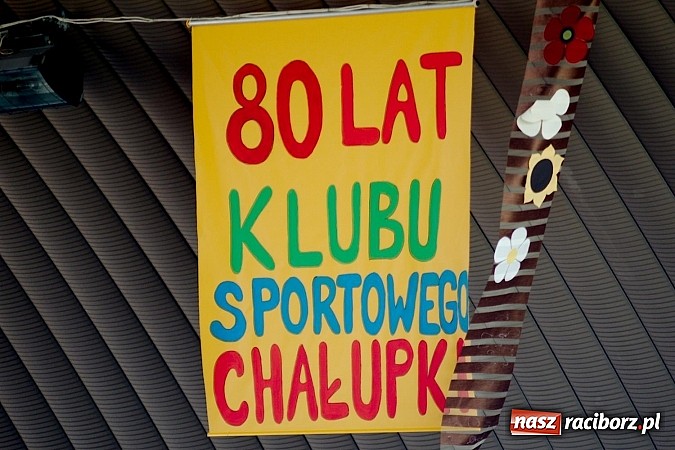 80 LAT
KLUBU
SPORTOWEGO
CHAŁUPKI
nasz raciborz.pl